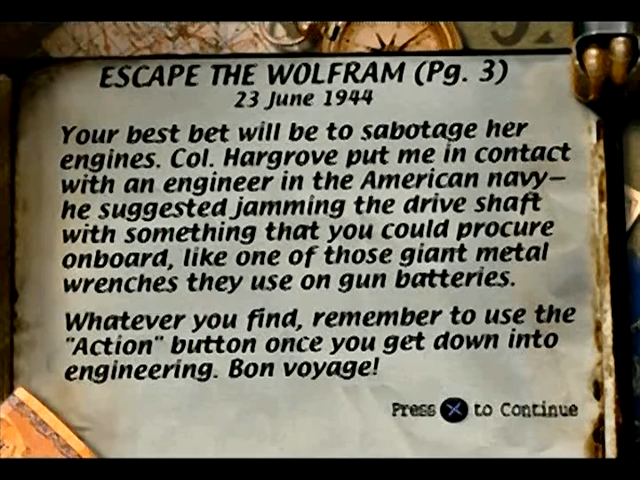 ESCAPE THE WOLFRAM (Pg. 3)
23 June 1944
Your best bet will be to sabotage her
engines. Col. Hargrove put me in contact
with an engineer in the American navy—
he suggested jamming the drive shaft
with something that you could procure
onboard, like one of those giant metal
wrenches they use on gun batteries.
Whatever you find, remember to use the
"Action" button once you get down into
engineering. Bon voyage!
Press X to Continue